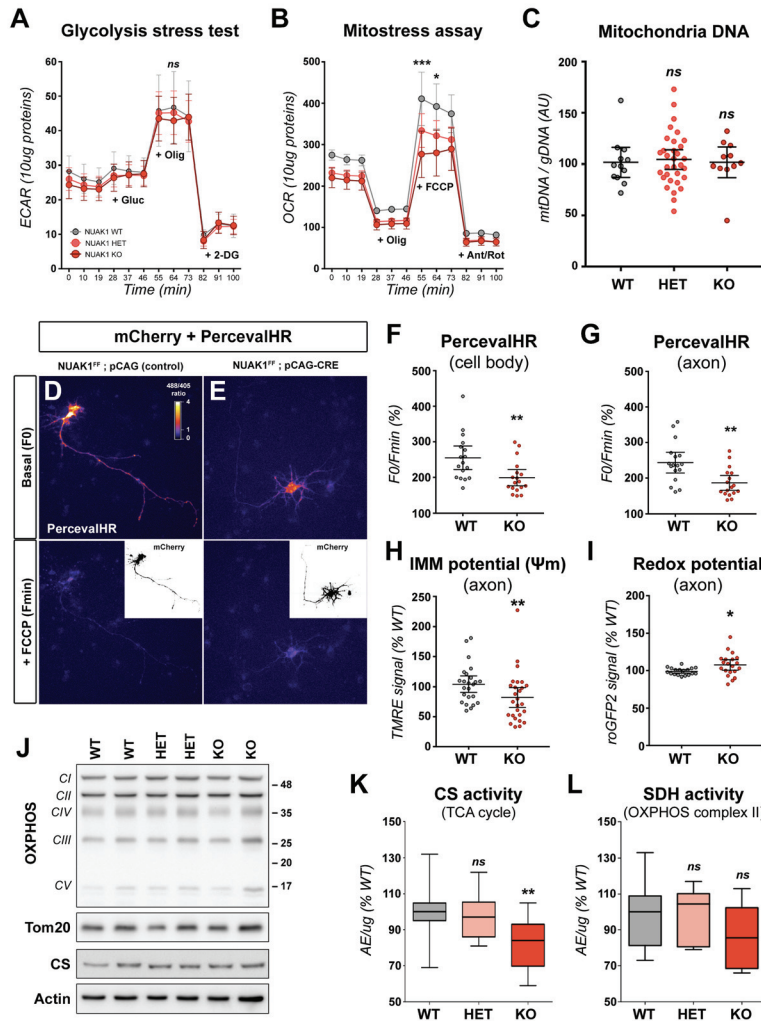 A
Glycolysis stress test
ECAR (10ug proteins)
60
50
40
30
20
10
0
ns
+ Olig
+ Gluc
+ 2-DG
NUAK1 WT
NUAK1 HET
NUAK1 KO
0 10 19 28 37 46 55 64 73 82 91 100
Time (min)
B
Mitostress assay
OCR (10ug proteins)
500
400
300
200
100
0
***
*
+ FCCP
+ Olig
+ Ant/Rot
0 10 19 28 37 46 55 64 73 82 91 100
Time (min)
C
Mitochondria DNA
mtDNA / gDNA (AU)
200
150
100
50
0
ns
ns
WT HET KO
mCherry + PercevalHR
NUAK1FF ; pCAG (control)
NUAK1FF ; pCAG-CRE
Basal (F0)
+ FCCP (Fmin)
D
488/405
ratio
4
1
0
PercevalHR
E
mCherry
mCherry
F
PercevalHR
(cell body)
F0/Fmin (%)
500
400
300
200
100
**
WT KO
G
PercevalHR
(axon)
F0/Fmin (%)
500
400
300
200
100
**
WT KO
H
IMM potential (Ψm)
(axon)
TMRE signal (% WT)
250
200
150
100
50
0
**
WT KO
I
Redox potential
(axon)
roGFP2 signal (% WT)
200
150
100
50
0
*
WT KO
J
WT WT HET HET KO KO
OXPHOS
CI
CII
CIV
CIII
CV
- 48
- 35
- 25
- 20
- 17
Tom20
CS
Actin
K
CS activity
(TCA cycle)
AE/ug (% WT)
150
130
110
90
70
50
ns
**
WT HET KO
L
SDH activity
(OXPHOS complex II)
AE/ug (% WT)
150
130
110
90
70
50
ns
ns
WT HET KO